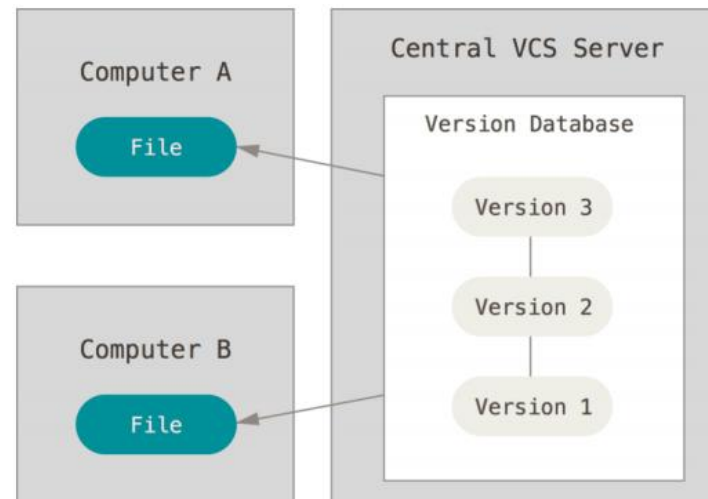 Computer A
File
Computer B
File
Central VCS Server
Version Database
Version 3
Version 2
Version 1